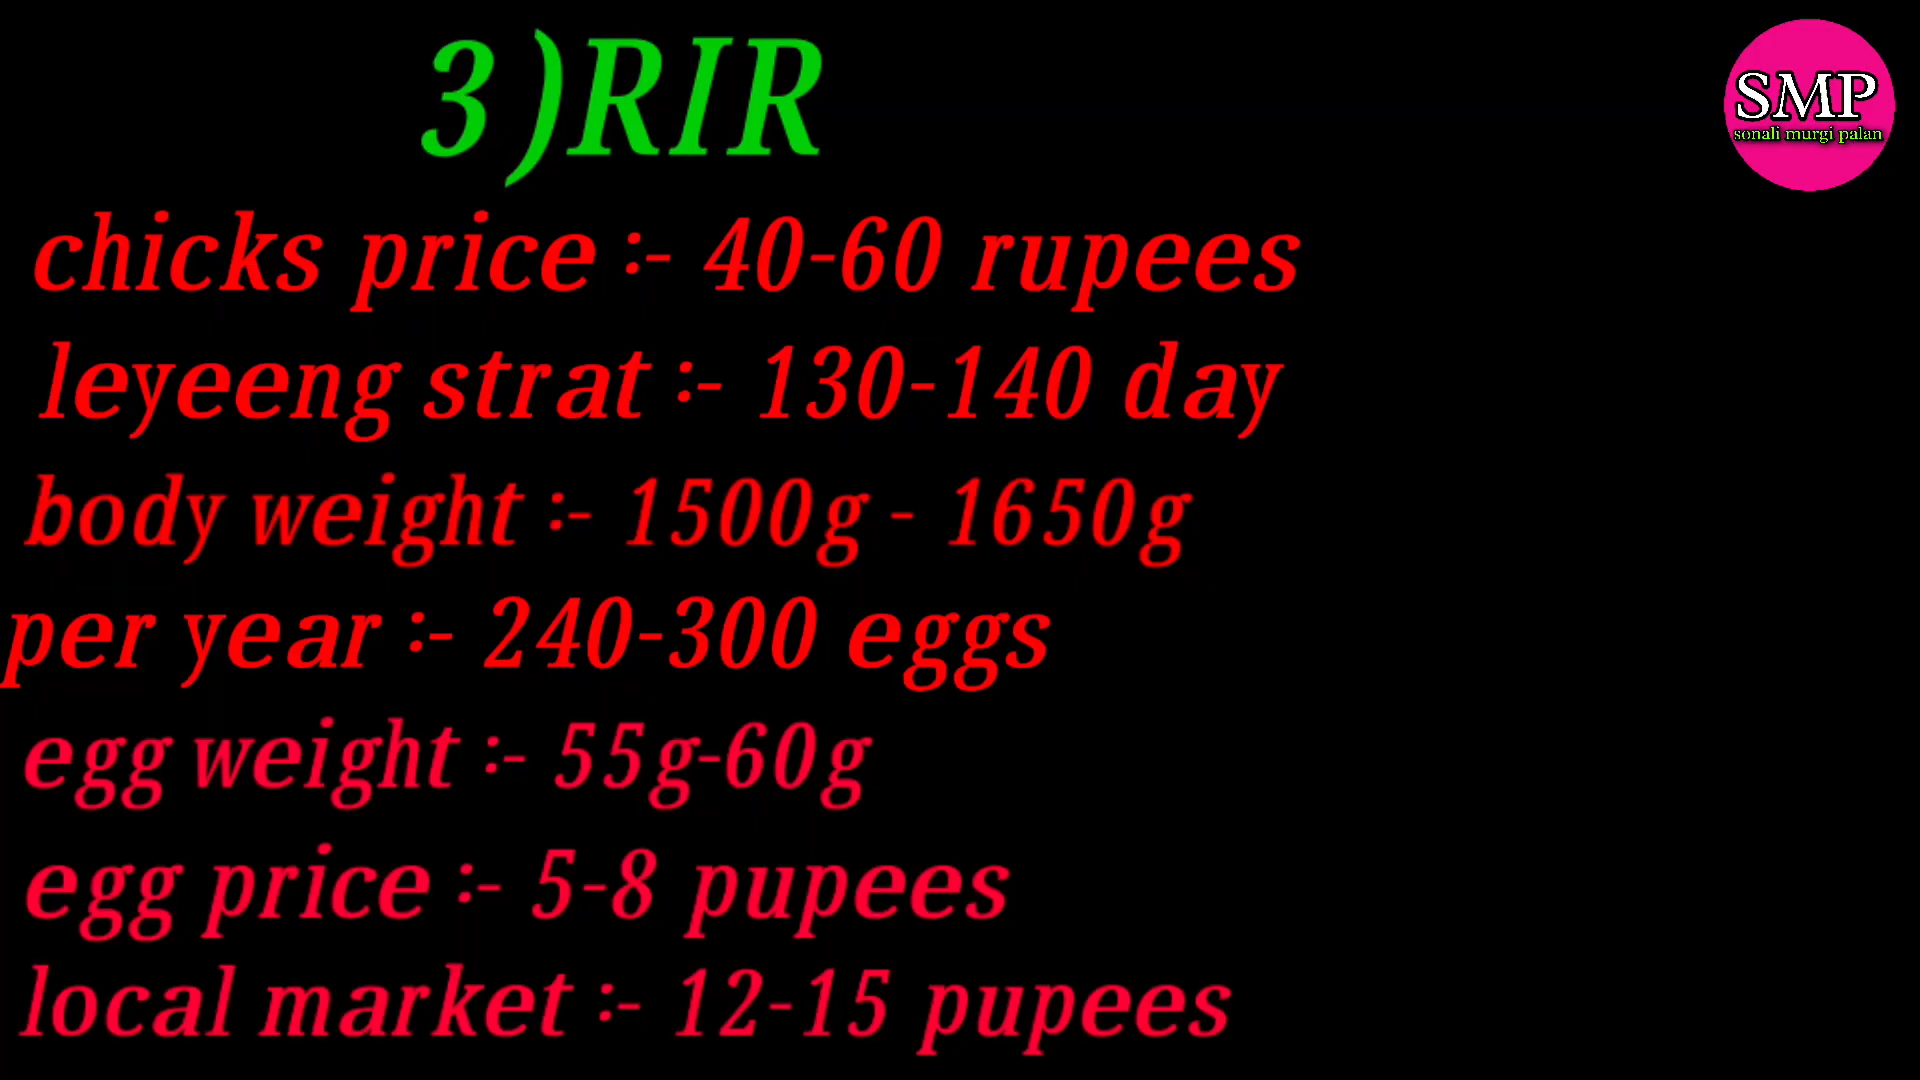 3)RIR
SMP
sonali murgi palan
chicks price :- 40-60 rupees
leyeeng strat :- 130-140 day
body weight :- 1500g - 1650g
per year :- 240-300 eggs
egg weight :- 55g-60g
egg price :- 5-8 pupees
local market :- 12-15 pupees